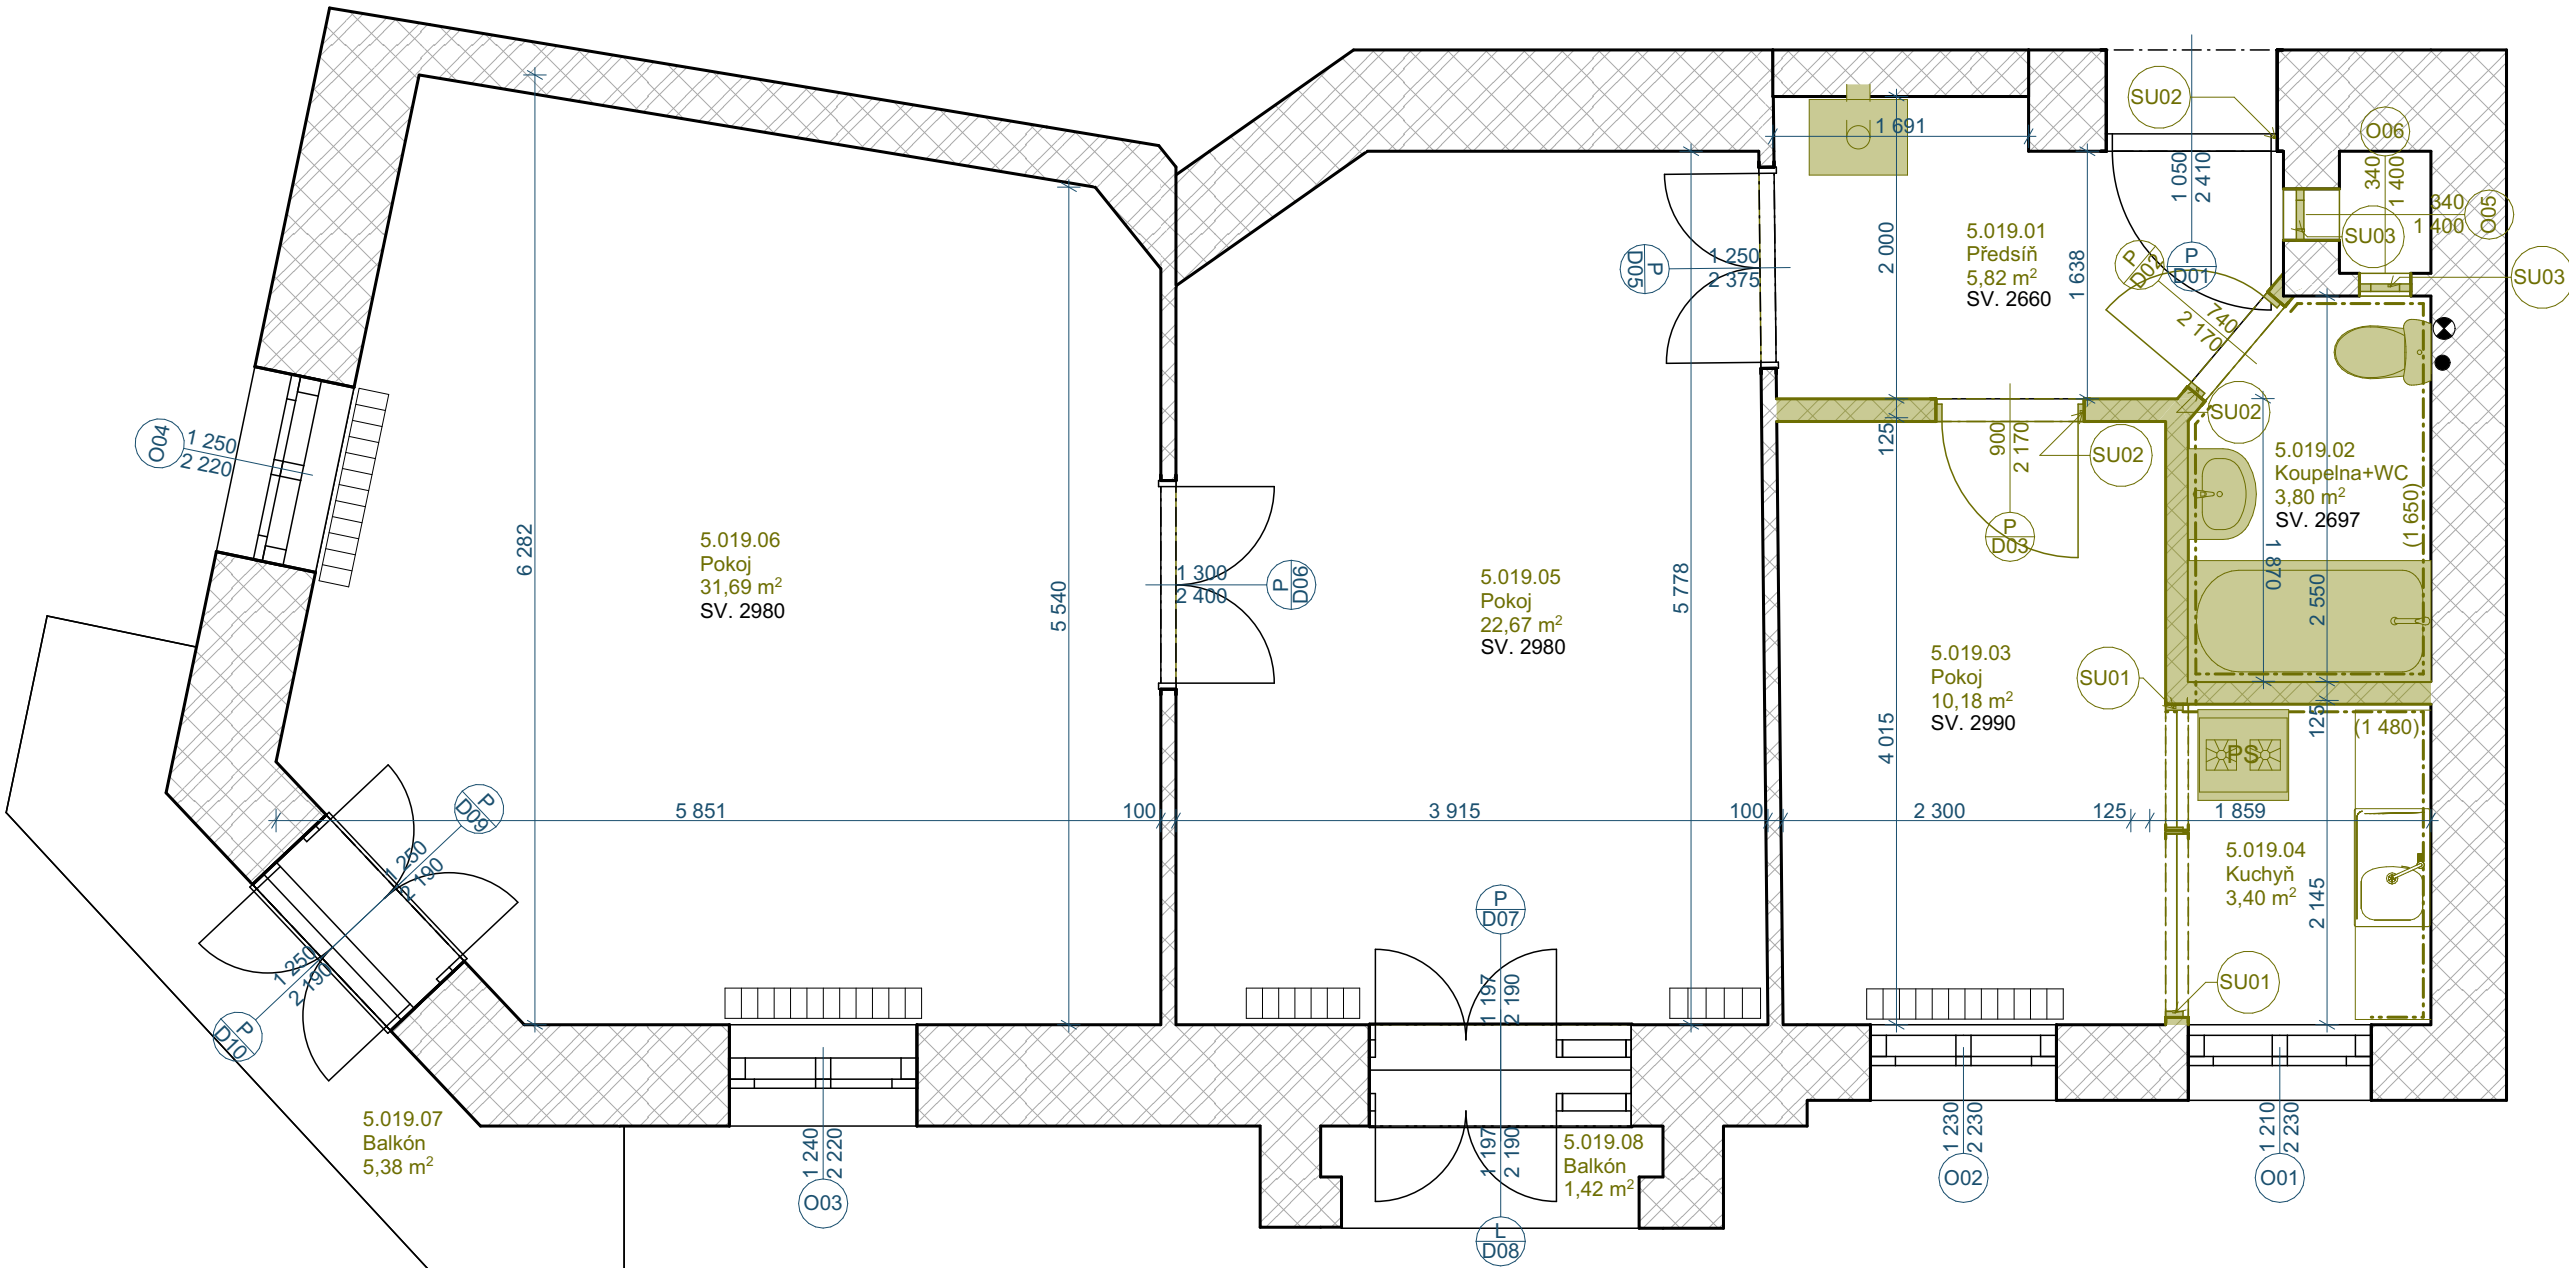 SU02
O06
1 691
340
1 400
1 050
2 410
340
1 400
O05
SU03
SU03
5.019.01
Předsíň
5,82 m²
SV. 2660
2 000
1 638
P
D02
P
D01
740
2 170
P
D05
1 250
2 375
O04
1 250
2 220
125
900
2 170
SU02
SU02
P
D03
5.019.02
Koupelna+WC
3,80 m²
SV. 2697
(1 650)
1 870
2 550
6 282
5.019.06
Pokoj
31,69 m²
SV. 2980
5 540
1 300
2 400
P
D06
5.019.05
Pokoj
22,67 m²
SV. 2980
5 778
5.019.03
Pokoj
10,18 m²
SV. 2990
SU01
4 015
125
(1 480)
PS
P
D09
5 851
100
3 915
100
2 300
125
1 859
1 250
2 190
5.019.04
Kuchyň
3,40 m²
2 145
P
D07
1 250
2 190
P
D10
1 197
2 190
SU01
5.019.07
Balkón
5,38 m²
1 240
2 220
O03
1 197
2 190
5.019.08
Balkón
1,42 m²
L
D08
1 230
2 230
O02
1 210
2 230
O01